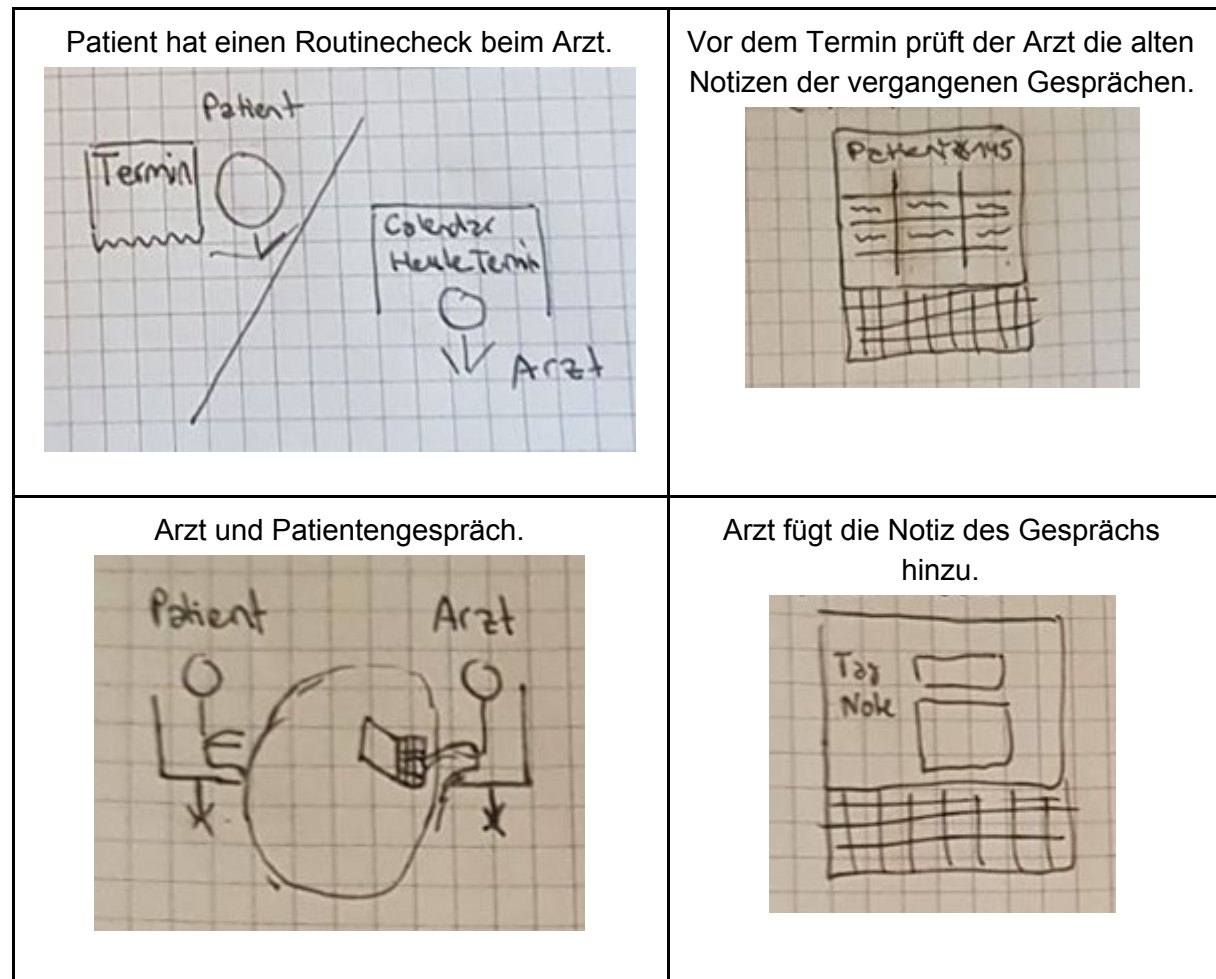 Patient hat einen Routinecheck beim Arzt.
Patient
Termin
Calendar
Heute Termin
Arzt
Vor dem Termin prüft der Arzt die alten
Notizen der vergangenen Gesprächen.
Patient #145
Arzt und Patientengespräch.
Patient
Arzt
Arzt fügt die Notiz des Gesprächs
hinzu.
Tag
Note